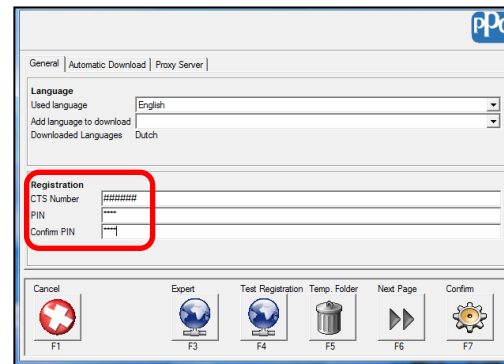 PPG
General Automatic Download Proxy Server
Language
Used language English
Add language to download
Downloaded Languages Dutch
Registration
CTS Number ######
PIN ****
Confirm PIN ****
Cancel Expert Test Registration Temp. Folder Next Page Confirm
F1 F3 F4 F5 F6 F7